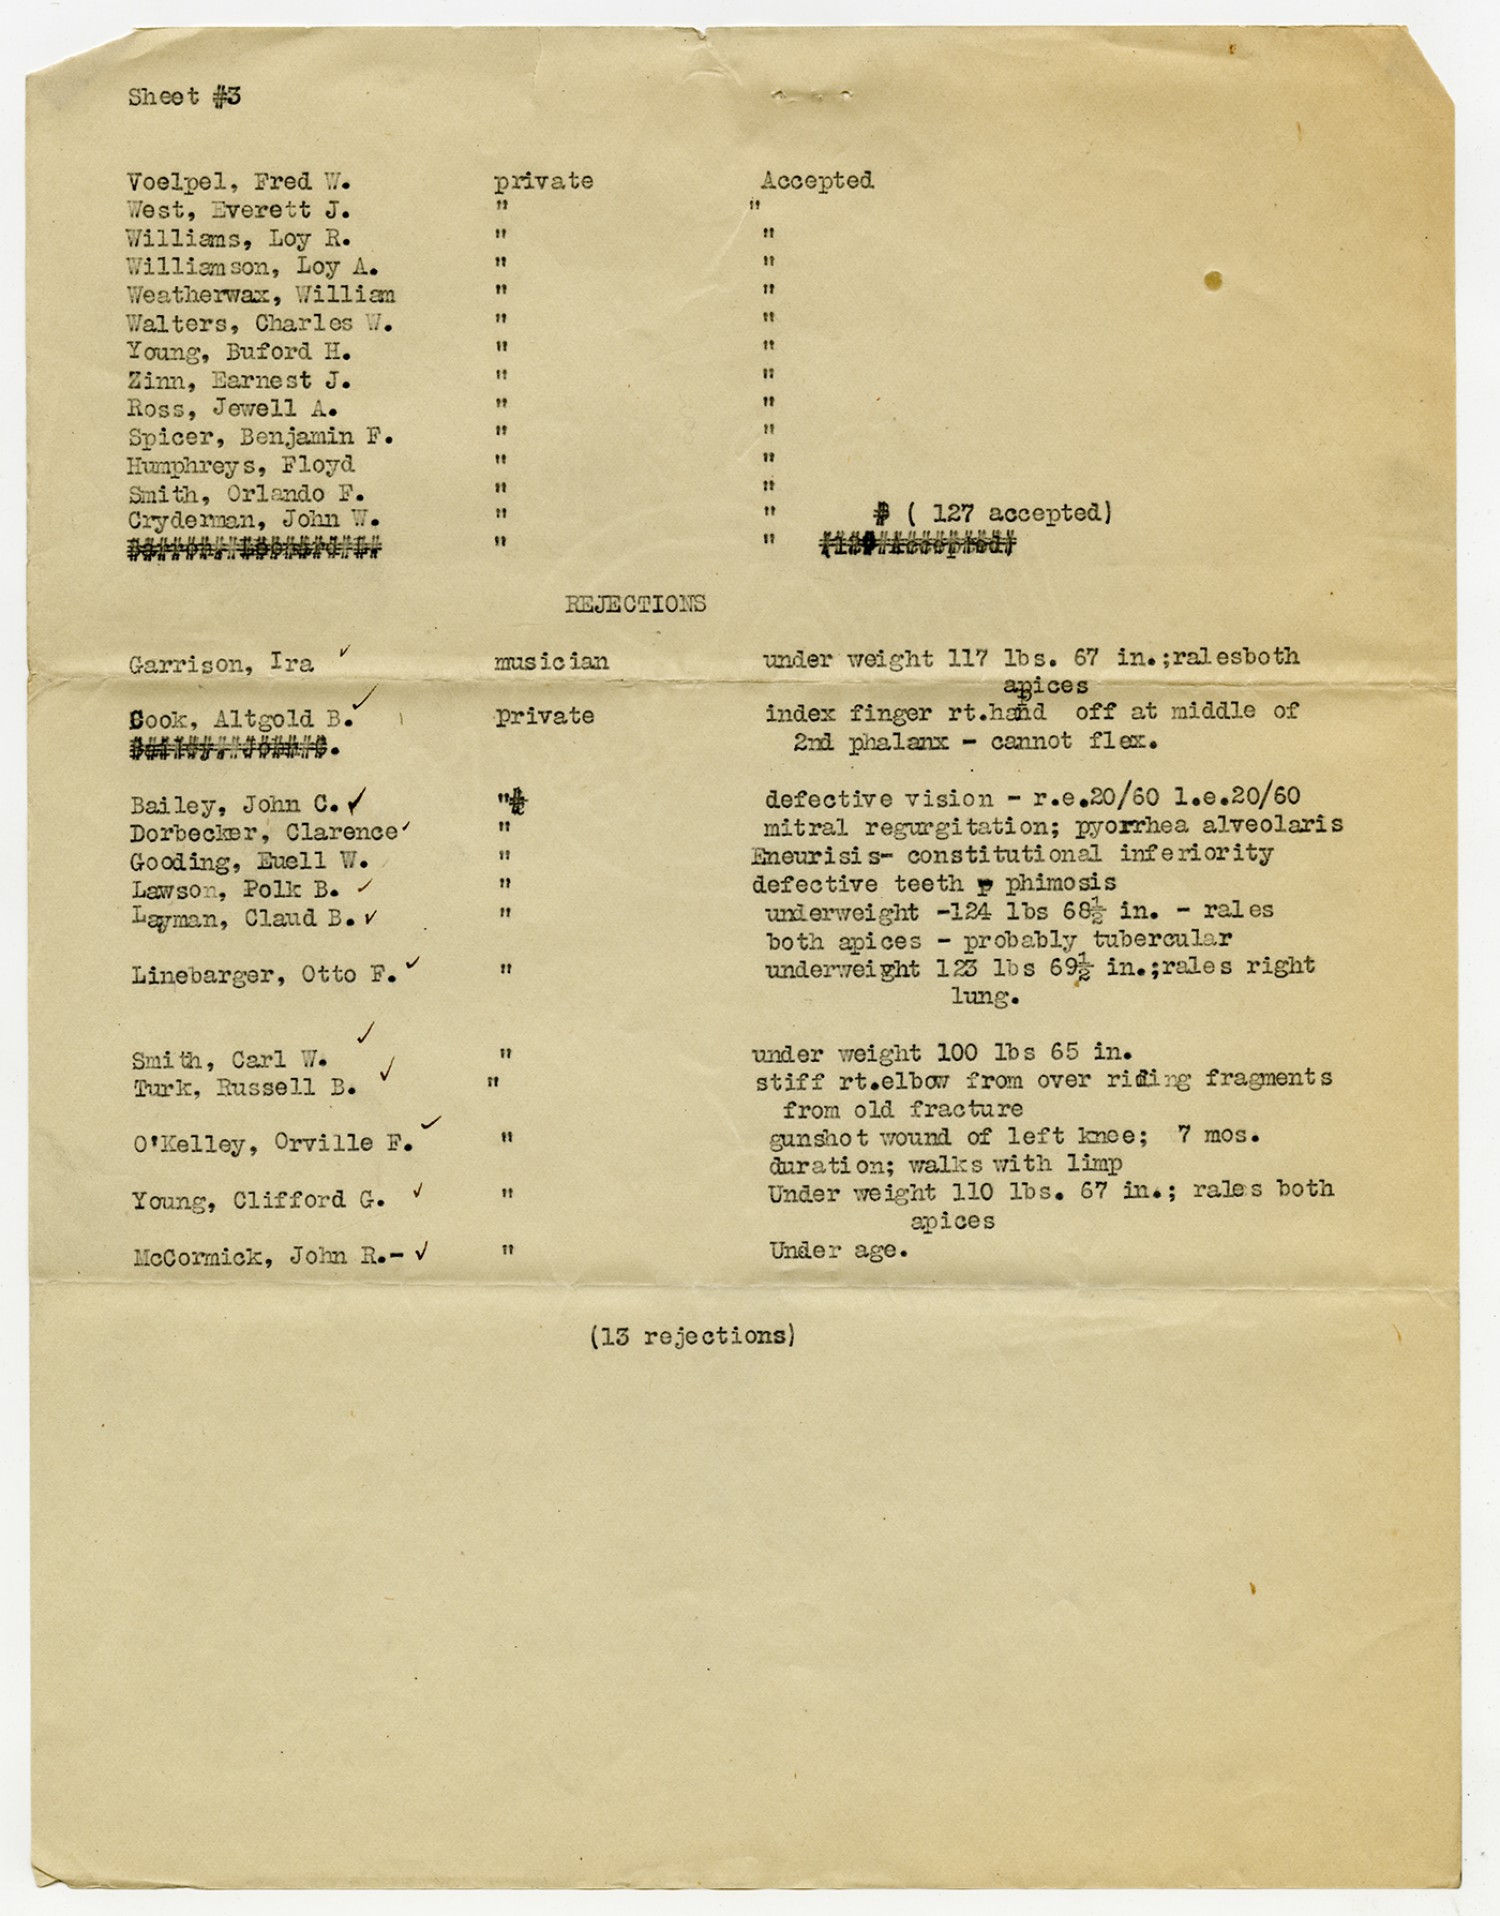 Sheet #3
Voelpel, Fred W. private Accepted
West, Everett J. " "
Williams, Loy R. " "
Williamson, Loy A. " "
Weatherwax, William " "
Walters, Charles W. " "
Young, Buford H. " "
Zinn, Earnest J. " "
Ross, Jewell A. " "
Spicer, Benjamin F. " "
Humphreys, Floyd " "
Smith, Orlando F. " "
Cryderman, John W. " " # ( 127 accepted)
" "
REJECTIONS
Garrison, Ira ✓ musician under weight 117 lbs. 67 in.;ralesboth
apices
Cook, Altgold B. ✓ private index finger rt.hand off at middle of
2nd phalanx - cannot flex.
Bailey, John C. ✓ " defective vision - r.e.20/60 l.e.20/60
Dorbecker, Clarence ✓ " mitral regurgitation; pyorrhea alveolaris
Gooding, Euell W. " Eneurisis- constitutional inferiority
Lawson, Polk B. ✓ " defective teeth phimosis
Layman, Claud B. ✓ " underweight -124 lbs 68½ in. - rales
both apices - probably tubercular
Linebarger, Otto F. ✓ " underweight 123 lbs 69½ in.;rales right
lung.
Smith, Carl W. ✓ " under weight 100 lbs 65 in.
Turk, Russell B. ✓ " stiff rt.elbow from over riding fragments
from old fracture
O'Kelley, Orville F. ✓ " gunshot wound of left knee; 7 mos.
duration; walks with limp
Young, Clifford G. ✓ " Under weight 110 lbs. 67 in.; rales both
apices
McCormick, John R.- ✓ " Under age.
(13 rejections)